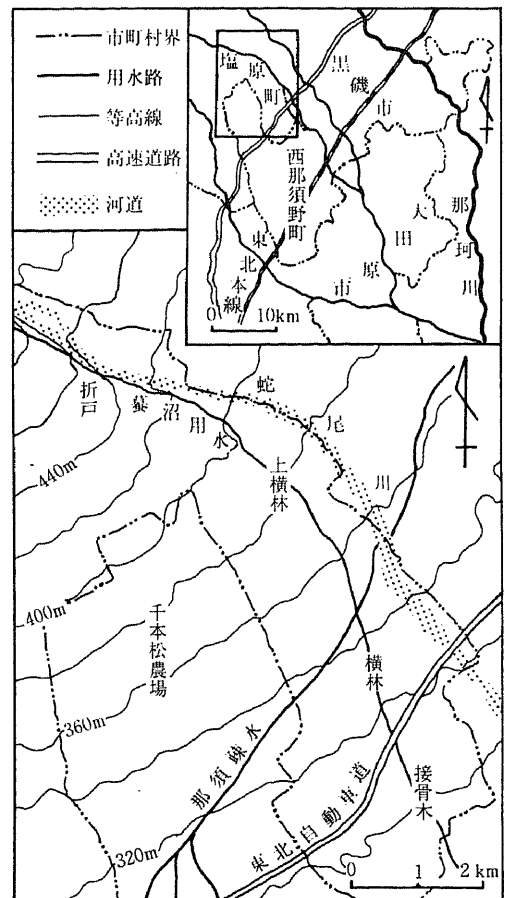 市町村界
用水路
等高線
高速道路
河道
塩原町
黒磯市
西那須野町
大田原市
那珂川
東北本線
0 10km
蛇尾川
折戸
蟇沼用水
上横林
440m
400m
千本松農場
360m
横林
那須疎水
接骨木
東北自動車道
320m
0 1 2km